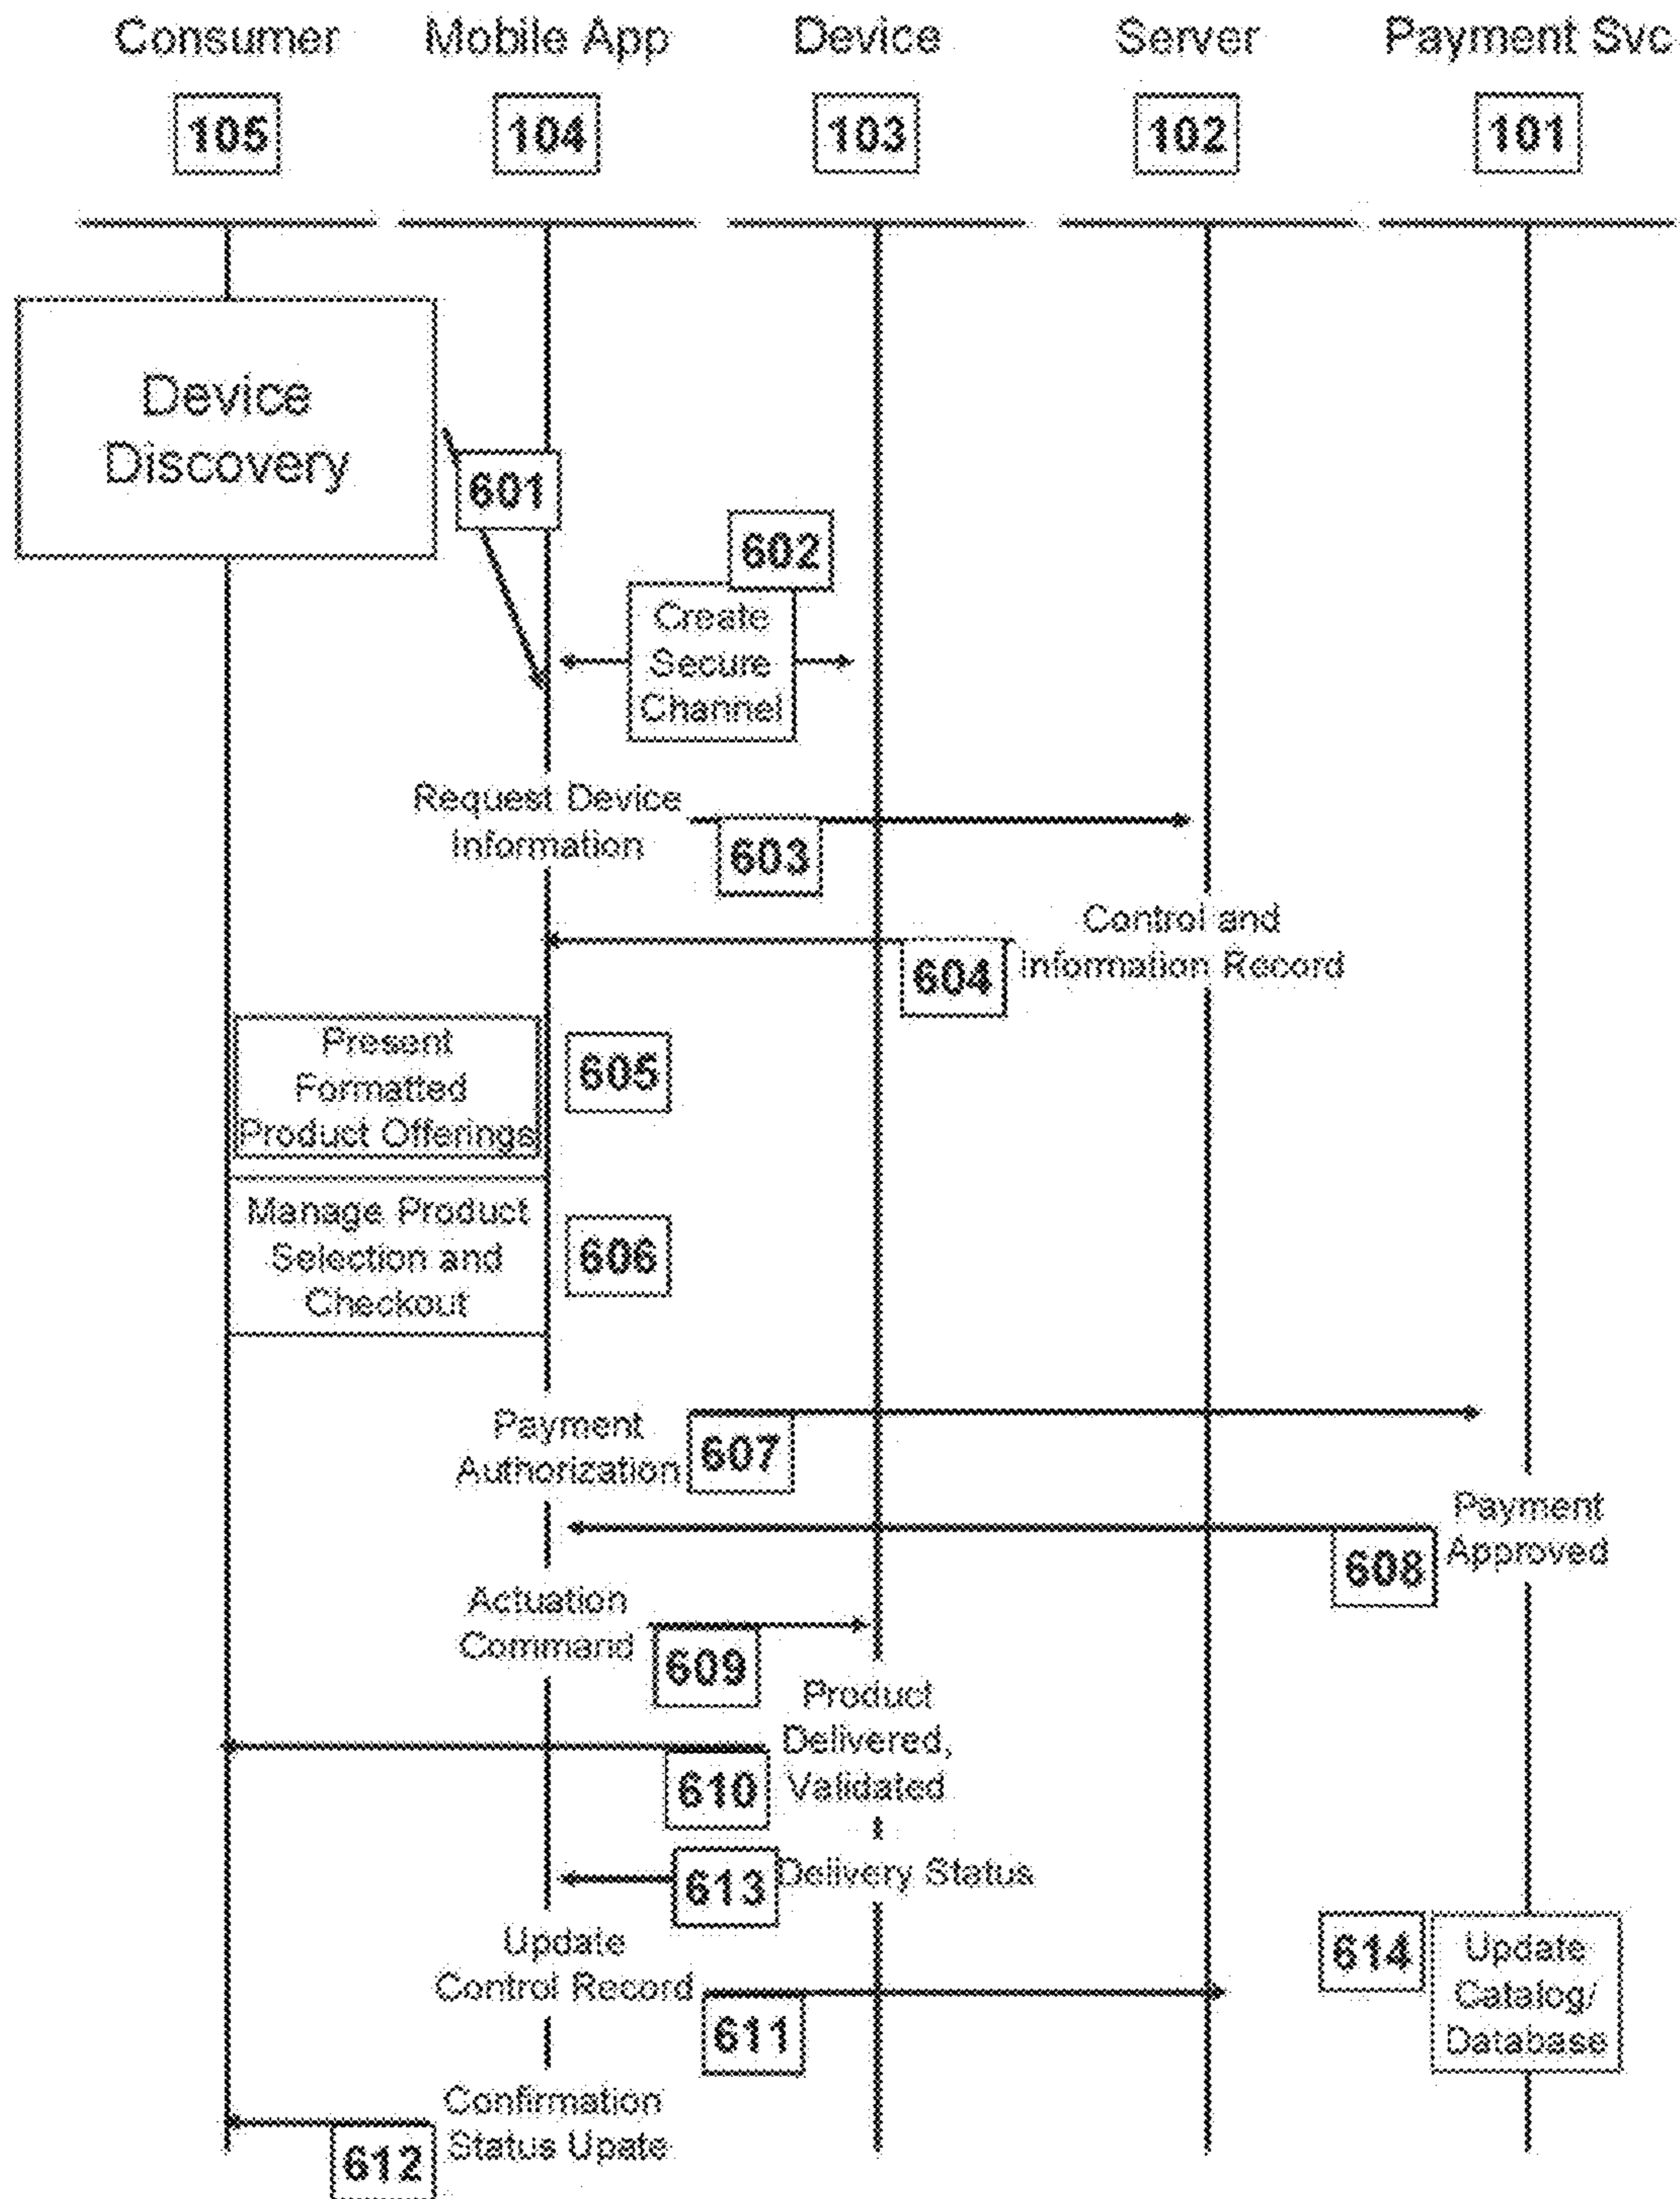 Consumer
Mobile App
Device
Server
Payment Svc
105
104
103
102
101
Device
Discovery
601
602
Create
Secure
Channel
Request Device
Information
603
Control and
Information Record
604
Present
Formatted
Product Offerings
605
Manage Product
Selection and
Checkout
606
Payment
Authorization
607
Payment
Approved
608
Actuation
Command
609
Product
Delivered,
Validated
610
Delivery Status
613
Update
Control Record
611
614
Update
Catalog/
Database
Confirmation
Status Upate
612